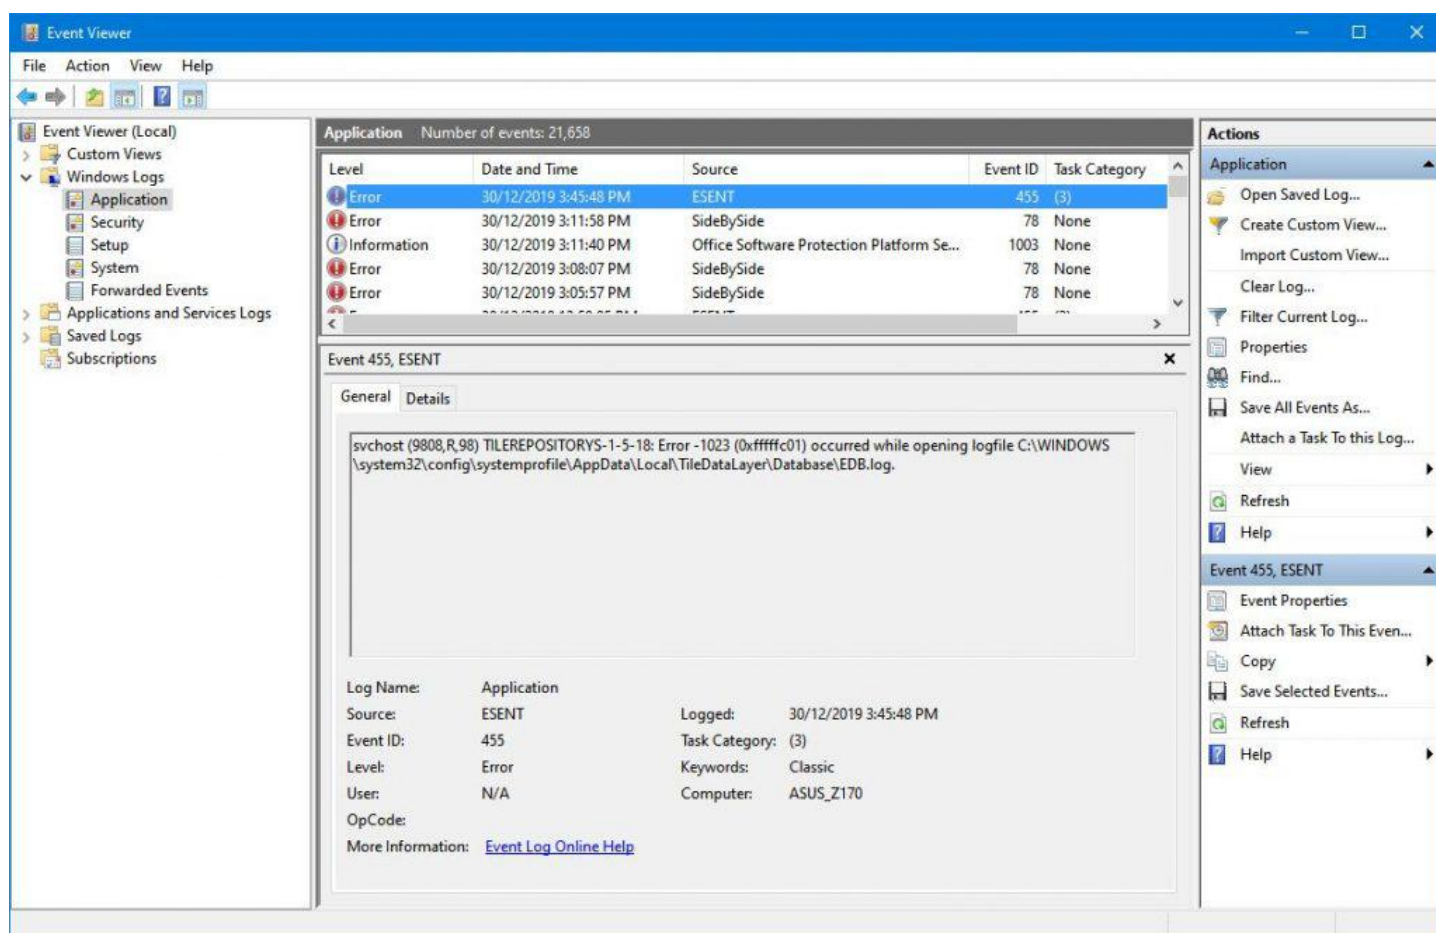 Event Viewer
File Action View Help
Event Viewer (Local)
Custom Views
Windows Logs
Application
Security
Setup
System
Forwarded Events
Applications and Services Logs
Saved Logs
Subscriptions
Application Number of events: 21,658
Level Date and Time Source Event ID Task Category
Error 30/12/2019 3:45:48 PM ESENT 455 (3)
Error 30/12/2019 3:11:58 PM SideBySide 78 None
Information 30/12/2019 3:11:40 PM Office Software Protection Platform Se... 1003 None
Error 30/12/2019 3:08:07 PM SideBySide 78 None
Error 30/12/2019 3:05:57 PM SideBySide 78 None
Event 455, ESENT
General Details
svchost (9808,R,98) TILEREPOSITORYS-1-5-18: Error -1023 (0xfffffc01) occurred while opening logfile C:\WINDOWS
\system32\config\systemprofile\AppData\Local\TileDataLayer\Database\EDB.log.
Log Name: Application
Source: ESENT Logged: 30/12/2019 3:45:48 PM
Event ID: 455 Task Category: (3)
Level: Error Keywords: Classic
User: N/A Computer: ASUS_Z170
OpCode:
More Information: Event Log Online Help
Actions
Application
Open Saved Log...
Create Custom View...
Import Custom View...
Clear Log...
Filter Current Log...
Properties
Find...
Save All Events As...
Attach a Task To this Log...
View
Refresh
Help
Event 455, ESENT
Event Properties
Attach Task To This Even...
Copy
Save Selected Events...
Refresh
Help